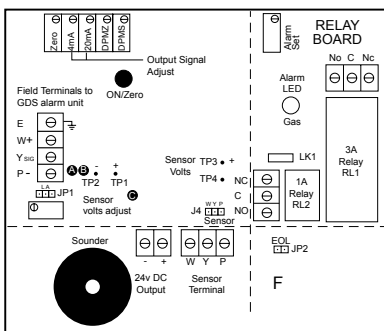 Zero
4mA
20mA
DPMZ
DPMS
Output Signal
Adjust
ON/Zero
Field Terminals to
GDS alarm unit
E
W+
Y SIG
P -
A B
-
+
TP2
TP1
L A
JP1
Sensor
volts adjust
C
Sensor
Volts
TP3 +
TP4
-
Sensor
W Y P
J4
NC
C
NO
Alarm
Set
RELAY
BOARD
No C Nc
Alarm
LED
Gas
LK1
3A
Relay
RL1
1A
Relay
RL2
Sounder
- +
24v DC
Output
W Y P
Sensor
Terminal
EOL
JP2
F